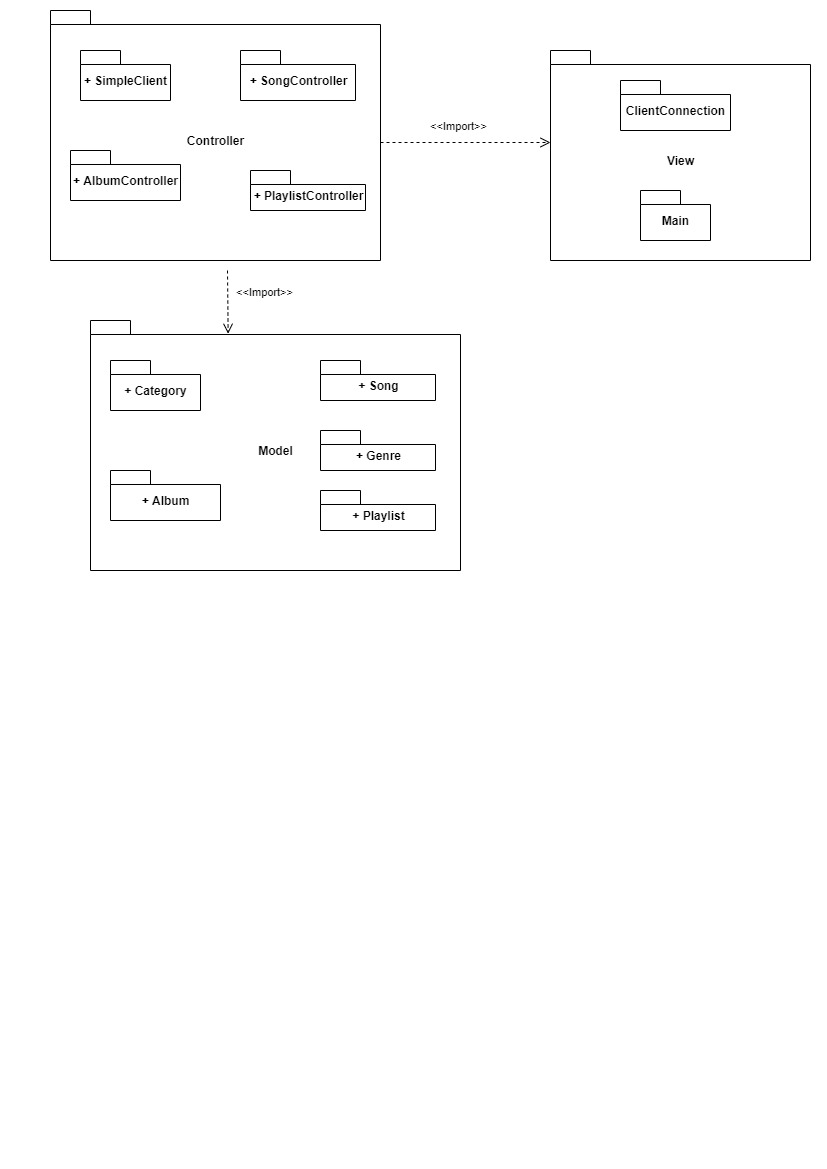 + SimpleClient
+ SongController
Controller
+ AlbumController
+ PlaylistController
<<Import>>
ClientConnection
View
Main
<<Import>>
+ Category
+ Song
Model
+ Genre
+ Album
+ Playlist